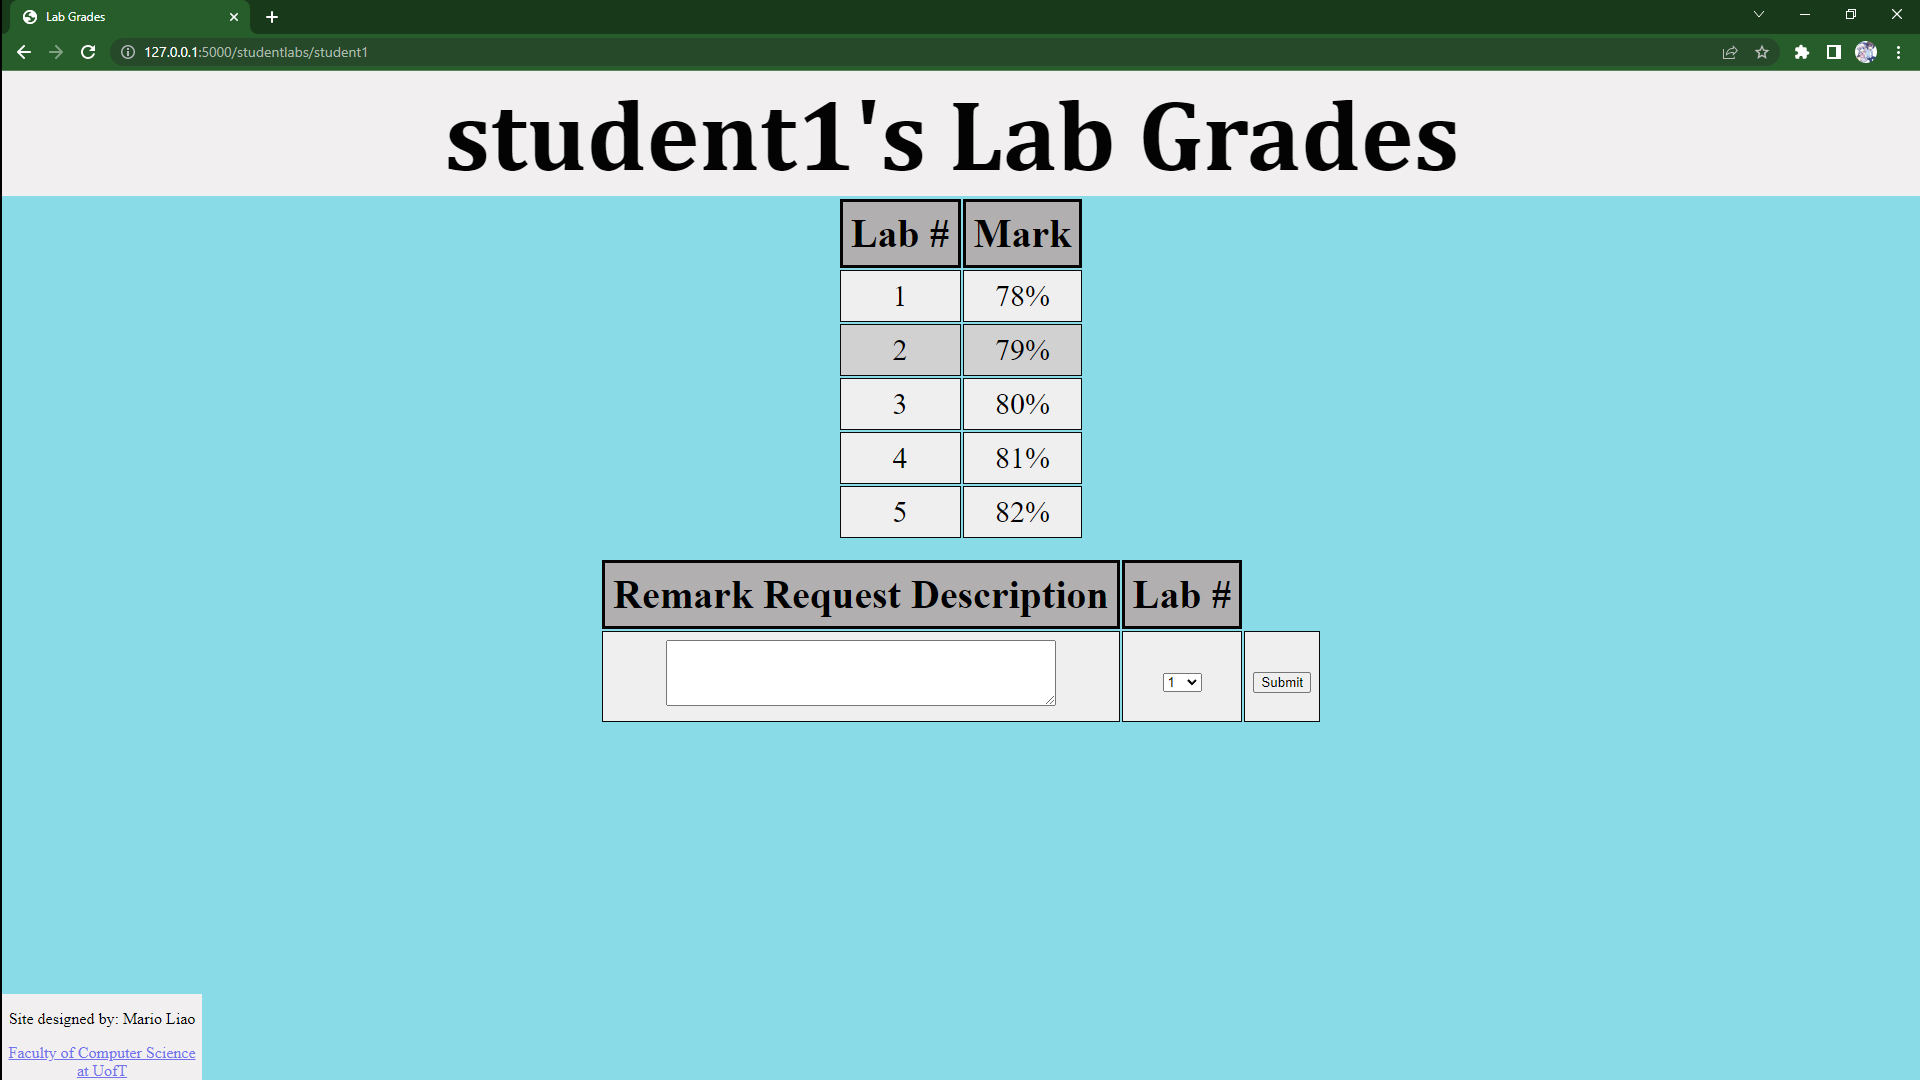 Lab Grades
127.0.0.1:5000/studentlabs/student1
student1's Lab Grades
Lab # Mark
1 78%
2 79%
3 80%
4 81%
5 82%
Remark Request Description Lab #
1 Submit
Site designed by: Mario Liao
Faculty of Computer Science
at UofT